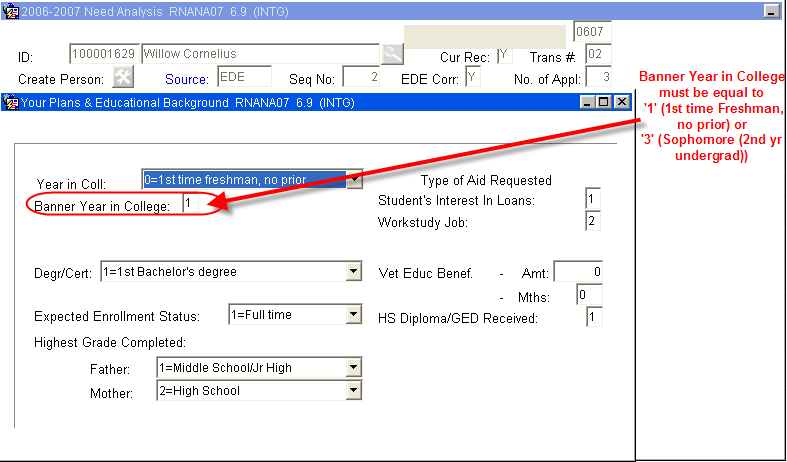 2006-2007 Need Analysis RNANA07 6.9 (INTG)
0607
ID: 100001629 Willow Cornelius Cur Rec: Y Trans #: 02
Create Person: Source: EDE Seq No: 2 EDE Corr: Y No. of Appl: 3
Your Plans & Educational Background RNANA07 6.9 (INTG)
Banner Year in College
must be equal to
'1' (1st time Freshman,
no prior) or
'3' (Sophomore (2nd yr
undergrad))
Year in Coll: 0=1st time freshman, no prior Type of Aid Requested
Banner Year in College: 1 Student's Interest In Loans: 1
Workstudy Job: 2
Degr/Cert: 1=1st Bachelor's degree Vet Educ Benef. - Amt: 0
- Mths: 0
Expected Enrollment Status: 1=Full time HS Diploma/GED Received: 1
Highest Grade Completed:
Father: 1=Middle School/Jr High
Mother: 2=High School